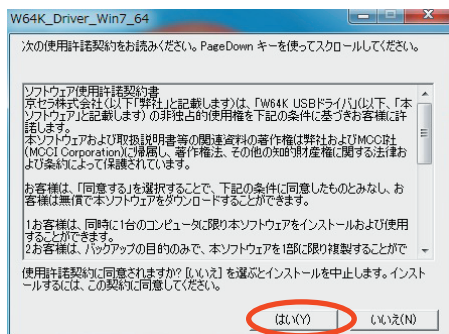 W64K_Driver_Win7_64
次の使用許諾契約をお読みください。PageDown キーを使ってスクロールしてください。
ソフトウェア使用許諾契約書
京セラ株式会社(以下「弊社」と記載します)は、「W64K USBドライバ」(以下、「本
ソフトウェア」と記載します) の非独占的使用権を下記の条件に基づきお客様に許
諾します。
本ソフトウェアおよび取扱説明書等の関連資料の著作権は弊社およびMCCI社
(MCCI Corporation)に帰属し、著作権法、その他の知的財産権に関する法律お
よび条約によって保護されています。
お客様は、「同意する」を選択することで、下記の条件に同意したものとみなし、お
客様は無償で本ソフトウェアをダウンロードすることができます。
1お客様は、同時に1台のコンピュータに限り本ソフトウェアをインストールおよび使用
することができます。
2お客様は、バックアップの目的のみで、本ソフトウェアを1部に限り複製することがで
使用許諾契約に同意されますか? [いいえ] を選ぶとインストールを中止します。インスト
ールするには、この契約に同意してください。
はい(Y) いいえ(N)